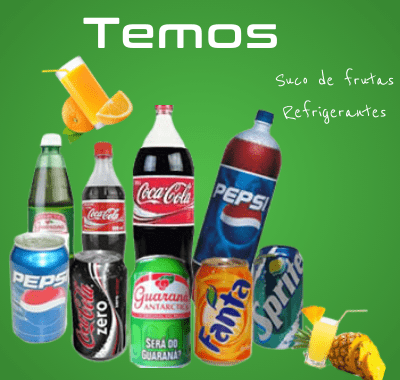 Temos
Suco de frutas
Refrigerantes
Coca-Cola
Coca-Cola
PEPSI
PEPSI
Coca-Cola
zero
Guaraná
ANTARCTICA
SERÁ DO
GUARANÁ?
Fanta
Sprite